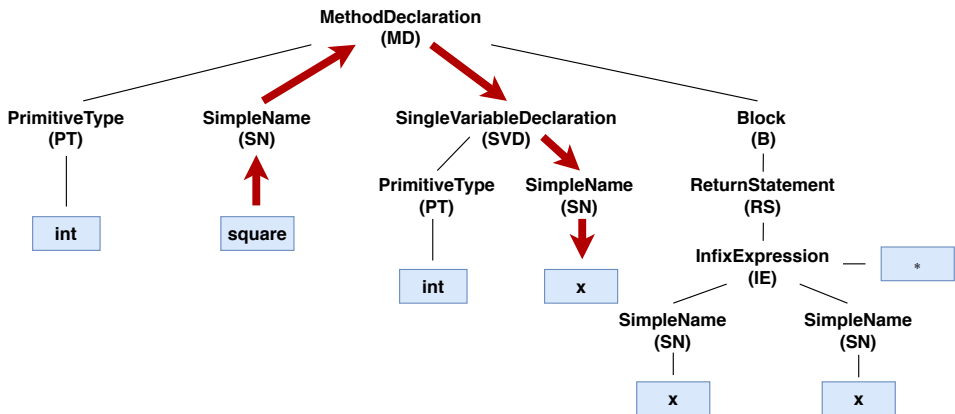 MethodDeclaration
(MD)
PrimitiveType
(PT)
SimpleName
(SN)
SingleVariableDeclaration
(SVD)
Block
(B)
PrimitiveType
(PT)
SimpleName
(SN)
ReturnStatement
(RS)
int
square
InfixExpression
(IE)
*
int
x
SimpleName
(SN)
SimpleName
(SN)
x
x